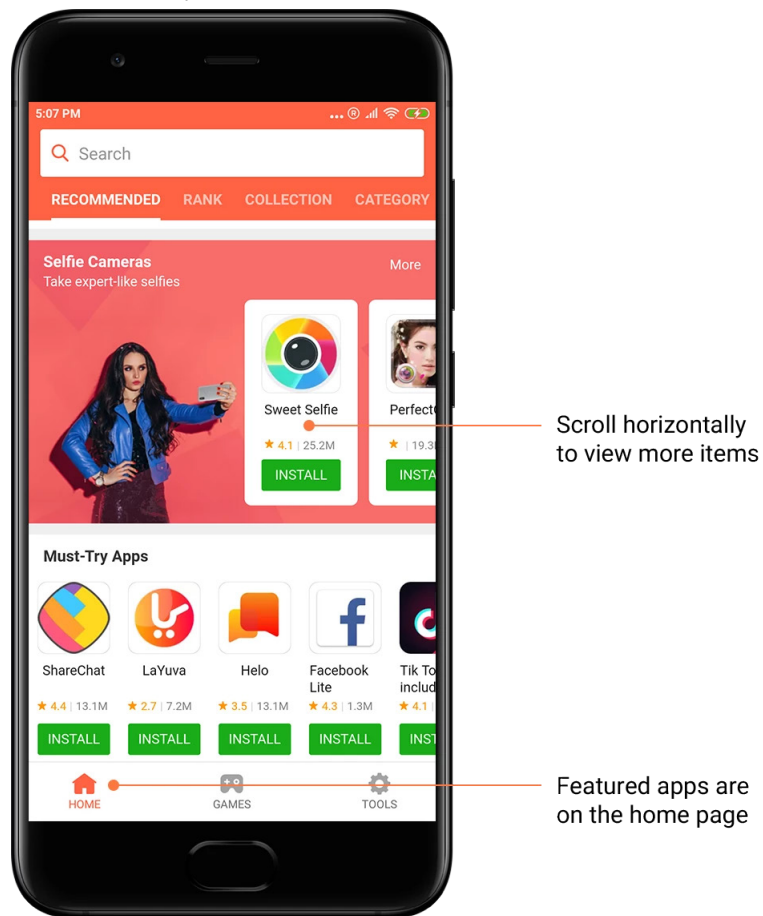 5:07 PM
Search
RECOMMENDED RANK COLLECTION CATEGORY
Selfie Cameras
More
Take expert-like selfies
Sweet Selfie
4.1 | 25.2M
INSTALL
Must-Try Apps
ShareChat LaYuva Helo Facebook Lite
4.4 | 13.1M 2.7 | 7.2M 3.5 | 13.1M 4.3 | 1.3M 4.1
INSTALL INSTALL INSTALL INSTALL
HOME GAMES TOOLS
Scroll horizontally
to view more items
Featured apps are
on the home page